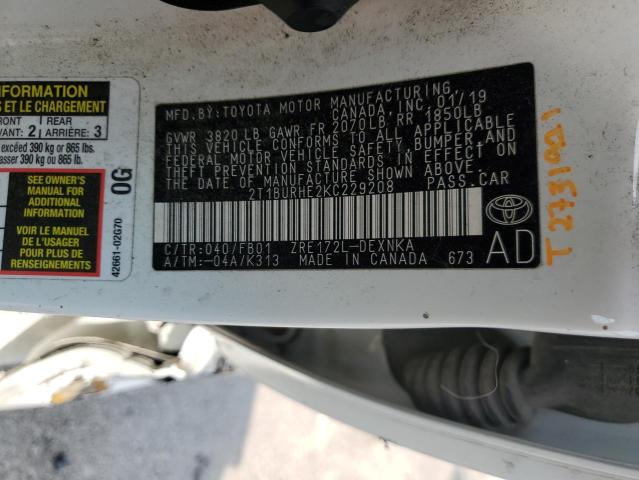 INFORMATION
S ET LE CHARGEMENT
FRONT 2 REAR 3
VANT: ARRIÈRE:
exceed 390 kg or 865 lbs.
asser 390 kg ou 865 lb.
SEE OWNER'S
MANUAL FOR
ADDITIONAL
INFORMATION
VOIR LE MANUEL
DE L'USAGER
POUR PLUS DE
RENSEIGNEMENTS
0G
42661-02G70
MFD.BY:TOYOTA MOTOR MANUFACTURING
CANADA, INC. 01/19
GVWR 3820 LB GAWR FR 2070LB RR 1850LB
THIS VEHICLE CONFORMS TO ALL APPLICABLE
FEDERAL MOTOR VEHICLE SAFETY, BUMPER, AND
THEFT PREVENTION STANDARDS IN EFFECT ON
THE DATE OF MANUFACTURE SHOWN ABOVE.
2T1BURHE2KC229208 PASS.CAR
C/TR:040/FB01 ZRE172L-DEXNKA
A/TM:-04A/K313 MADE IN CANADA 673
AD